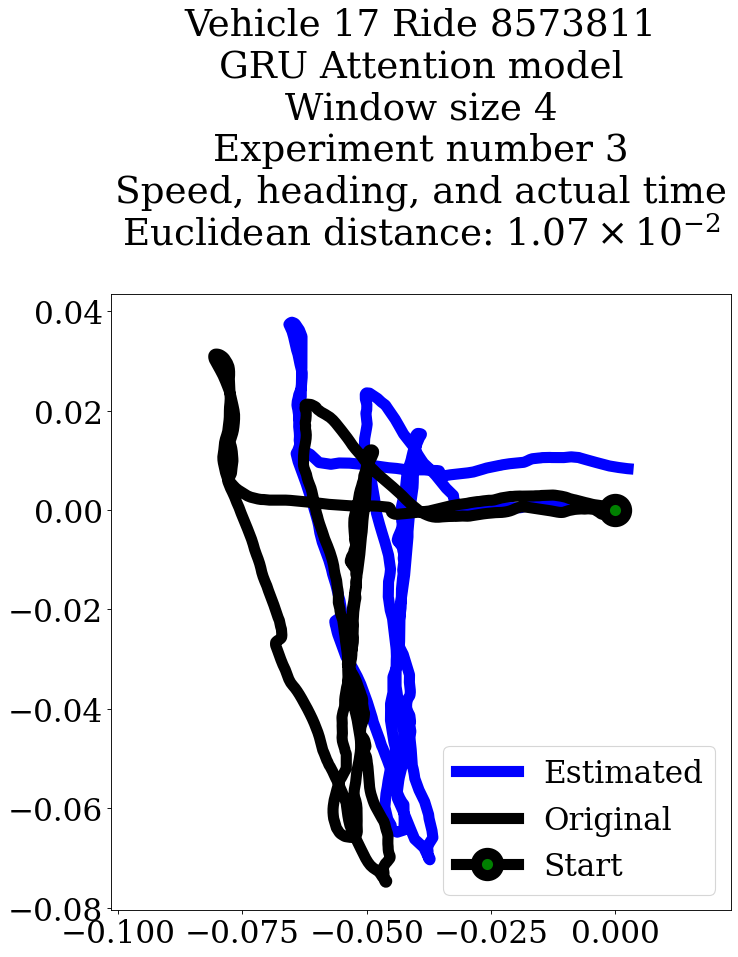 Vehicle 17 Ride 8573811
GRU Attention model
Window size 4
Experiment number 3
Speed, heading, and actual time
Euclidean distance: 1.07 × 10⁻²
0.04
0.02
0.00
−0.02
−0.04
−0.06
−0.08
Estimated
Original
Start
−0.100 −0.075 −0.050 −0.025 0.000